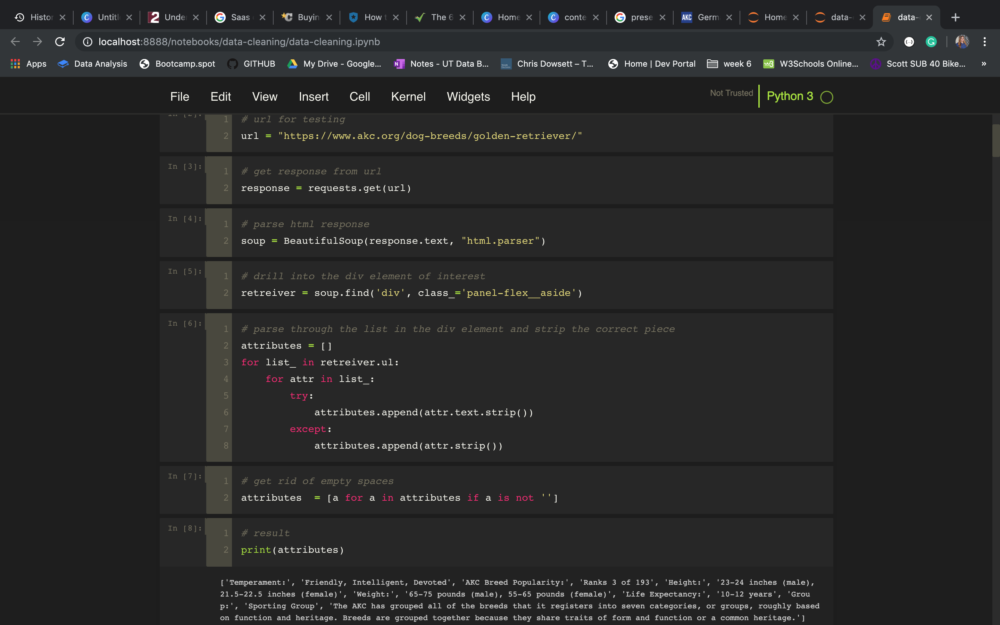 Histor Untitl Under Saas Buyin How t The 6 Home conte prese Germ Home data- data-
localhost:8888/notebooks/data-cleaning/data-cleaning.ipynb
Apps Data Analysis Bootcamp.spot GITHUB My Drive - Google... Notes - UT Data B... Chris Dowsett – T... Home | Dev Portal week 6 W3Schools Online... Scott SUB 40 Bike... »
File Edit View Insert Cell Kernel Widgets Help Not Trusted Python 3
In [2]:
1 # url for testing
2 url = "https://www.akc.org/dog-breeds/golden-retriever/"
In [3]:
1 # get response from url
2 response = requests.get(url)
In [4]:
1 # parse html response
2 soup = BeautifulSoup(response.text, "html.parser")
In [5]:
1 # drill into the div element of interest
2 retreiver = soup.find('div', class_='panel-flex__aside')
In [6]:
1 # parse through the list in the div element and strip the correct piece
2 attributes = []
3 for list_ in retreiver.ul:
4     for attr in list_:
5         try:
6             attributes.append(attr.text.strip())
7         except:
8             attributes.append(attr.strip())
In [7]:
1 # get rid of empty spaces
2 attributes  = [a for a in attributes if a is not '']
In [8]:
1 # result
2 print(attributes)
['Temperament:', 'Friendly, Intelligent, Devoted', 'AKC Breed Popularity:', 'Ranks 3 of 193', 'Height:', '23-24 inches (male),
21.5-22.5 inches (female)', 'Weight:', '65-75 pounds (male), 55-65 pounds (female)', 'Life Expectancy:', '10-12 years', 'Grou
p:', 'Sporting Group', 'The AKC has grouped all of the breeds that it registers into seven categories, or groups, roughly based
on function and heritage. Breeds are grouped together because they share traits of form and function or a common heritage.']